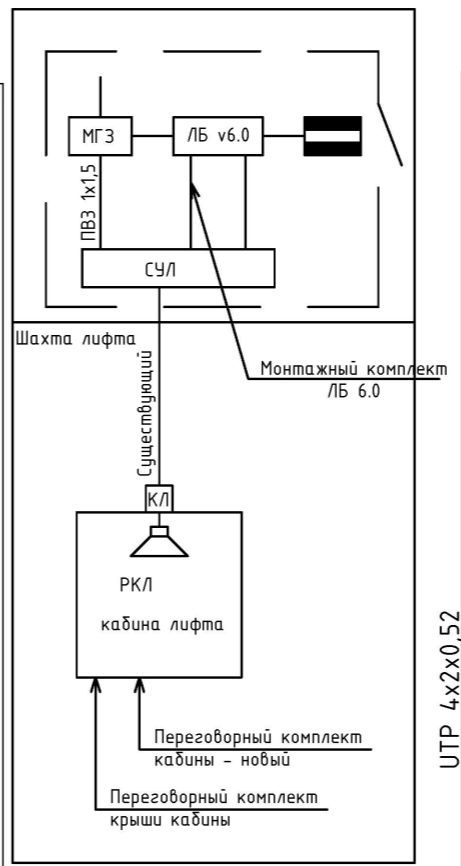 МГЗ
ЛБ v6.0
ПВЗ 1х1,5
СУЛ
Шахта лифта
Монтажный комплект
ЛБ 6.0
Существующий
КЛ
РКЛ
кабина лифта
UTP 4x2x0,52
Переговорный комплект
кабины - новый
Переговорный комплект
крыши кабины